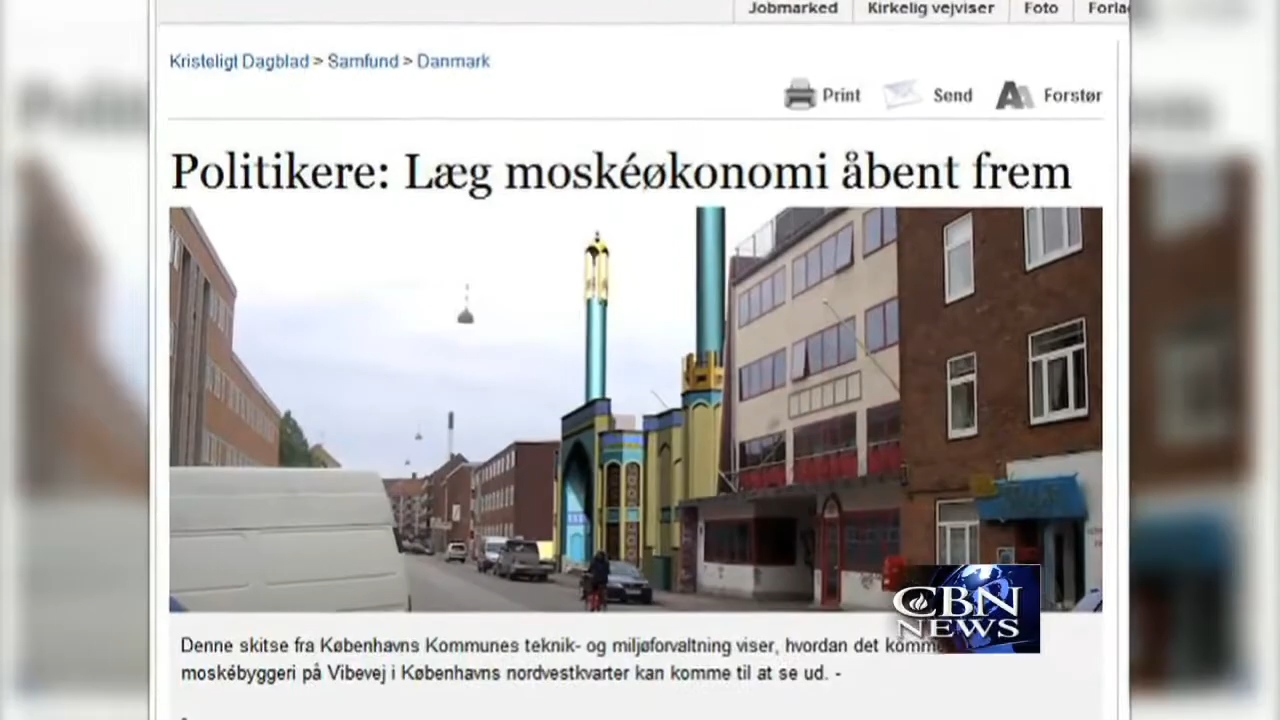 Jobmarked Kirkelig vejviser Foto
Kristeligt Dagblad > Samfund > Danmark
Print Send Forstør
Politikere: Læg moskéøkonomi åbent frem
CBN
NEWS
Denne skitse fra Københavns Kommunes teknik- og miljøforvaltning viser, hvordan det
moskébyggeri på Vibevej i Københavns nordvestkvarter kan komme til at se ud. -